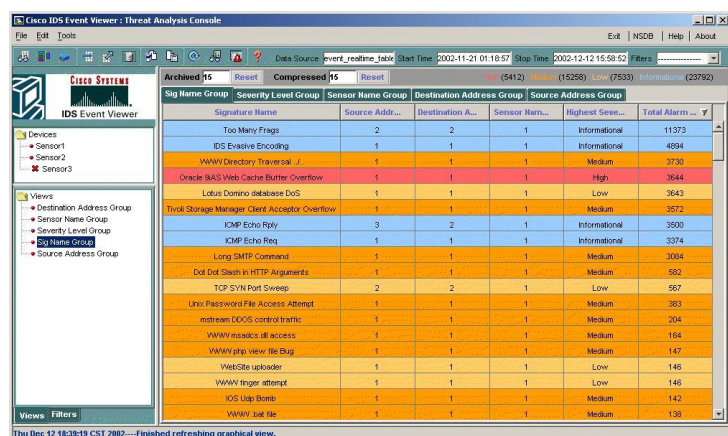 Cisco IDS Event Viewer : Threat Analysis Console
File Edit Tools
Exit | NSDB | Help | About
Data Source event_realtime_table Start Time 2002-11-21 01:18:57 Stop Time 2002-12-12 15:58:52 Filters --------------
CISCO SYSTEMS
IDS Event Viewer
Archived 15 Reset Compressed 15 Reset
High (5412) Medium (15258) Low (7533) Informational (23792)
Sig Name Group Severity Level Group Sensor Name Group Destination Address Group Source Address Group
Devices
Sensor1
Sensor2
Sensor3
Views
Destination Address Group
Sensor Name Group
Severity Level Group
Sig Name Group
Source Address Group
Signature Name Source Addr... Destination A... Sensor Nam... Highest Seve... Total Alarm ...
Too Many Frags 2 2 1 Informational 11373
IDS Evasive Encoding 1 1 1 Informational 4894
WWW Directory Traversal ../.. 1 1 1 Medium 3730
Oracle 9iAS Web Cache Buffer Overflow 1 1 1 High 3644
Lotus Domino database DoS 1 1 1 Low 3643
Tivoli Storage Manager Client Acceptor Overflow 1 1 1 Medium 3572
ICMP Echo Rply 3 2 1 Informational 3500
ICMP Echo Req 1 1 1 Informational 3374
Long SMTP Command 1 1 1 Medium 3084
Dot Dot Slash in HTTP Arguments 1 1 1 Medium 582
TCP SYN Port Sweep 2 2 1 Low 567
Unix Password File Access Attempt 1 1 1 Medium 383
mstream DDOS control traffic 1 1 1 Medium 204
WWW msadcs.dll access 1 1 1 Medium 164
WWW php view file Bug 1 1 1 Medium 147
WebSite uploader 1 1 1 Low 146
WWW finger attempt 1 1 1 Low 146
IOS Udp Bomb 1 1 1 Medium 142
WWW .bat file 1 1 1 Medium 138
Views Filters
Thu Dec 12 18:39:19 CST 2002----Finished refreshing graphical view.